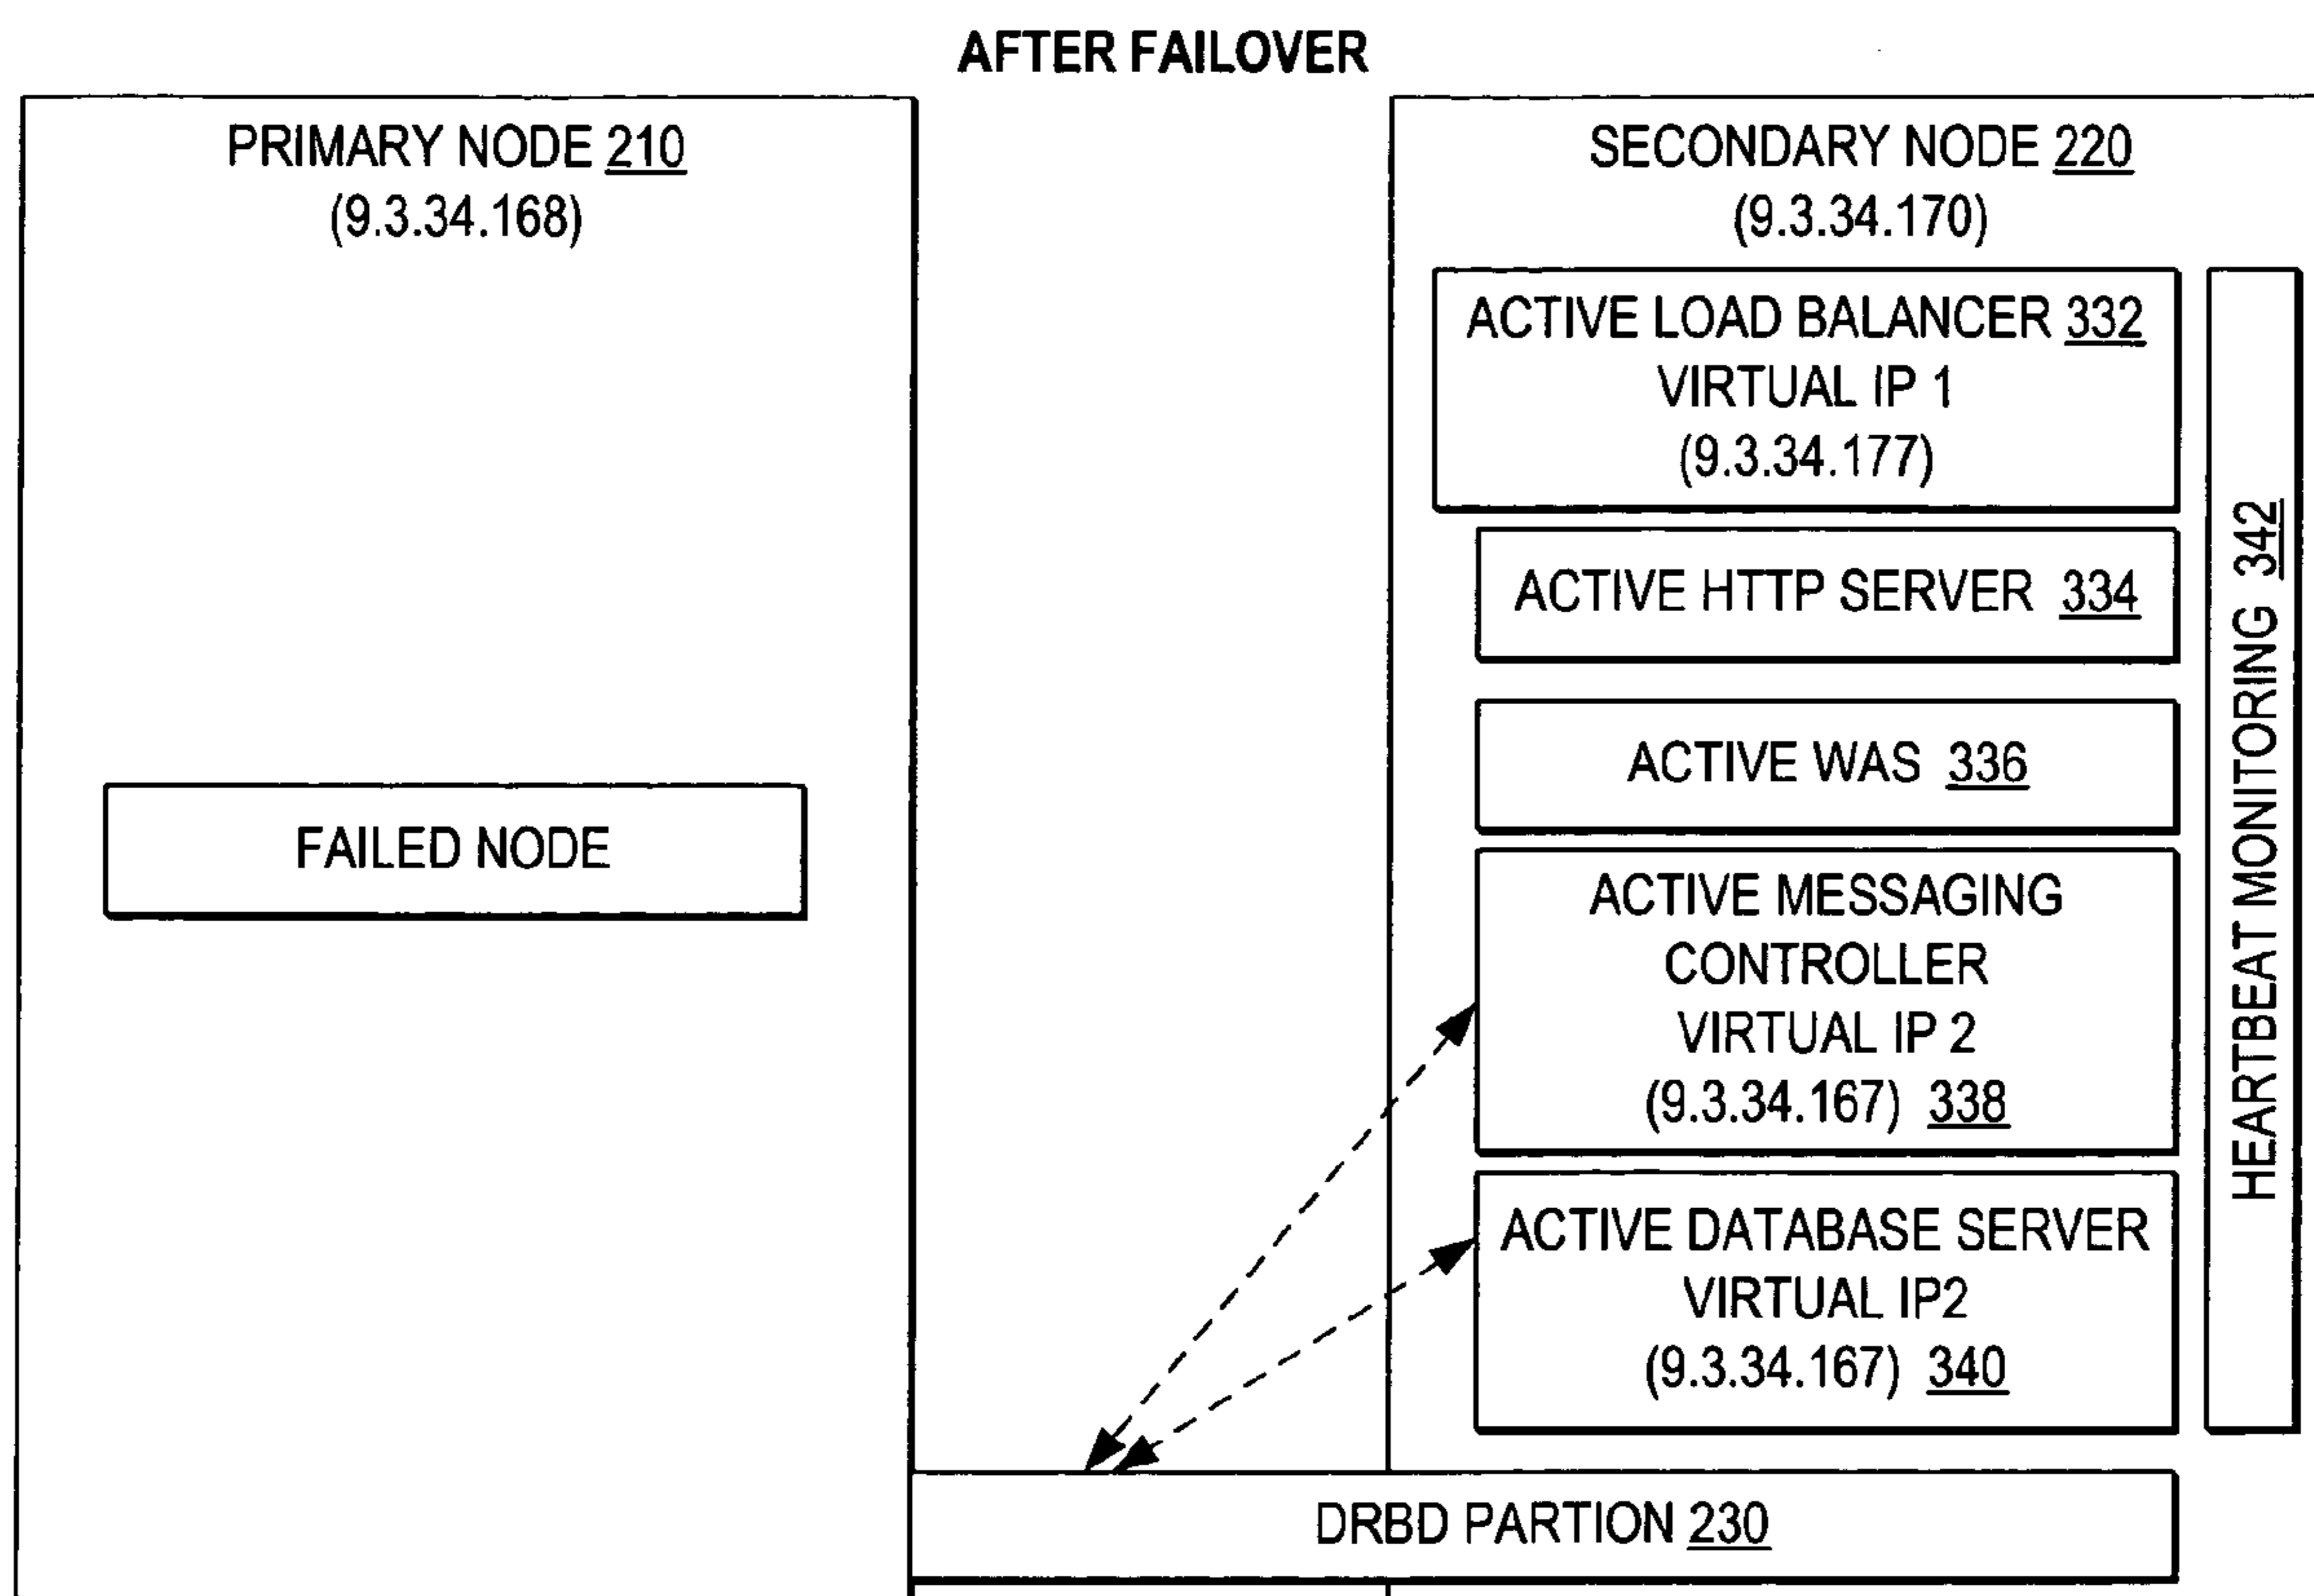 AFTER FAILOVER
PRIMARY NODE 210
(9.3.34.168)
FAILED NODE
SECONDARY NODE 220
(9.3.34.170)
ACTIVE LOAD BALANCER 332
VIRTUAL IP 1
(9.3.34.177)
ACTIVE HTTP SERVER 334
ACTIVE WAS 336
ACTIVE MESSAGING
CONTROLLER
VIRTUAL IP 2
(9.3.34.167) 338
ACTIVE DATABASE SERVER
VIRTUAL IP2
(9.3.34.167) 340
HEARTBEAT MONITORING 342
DRBD PARTION 230